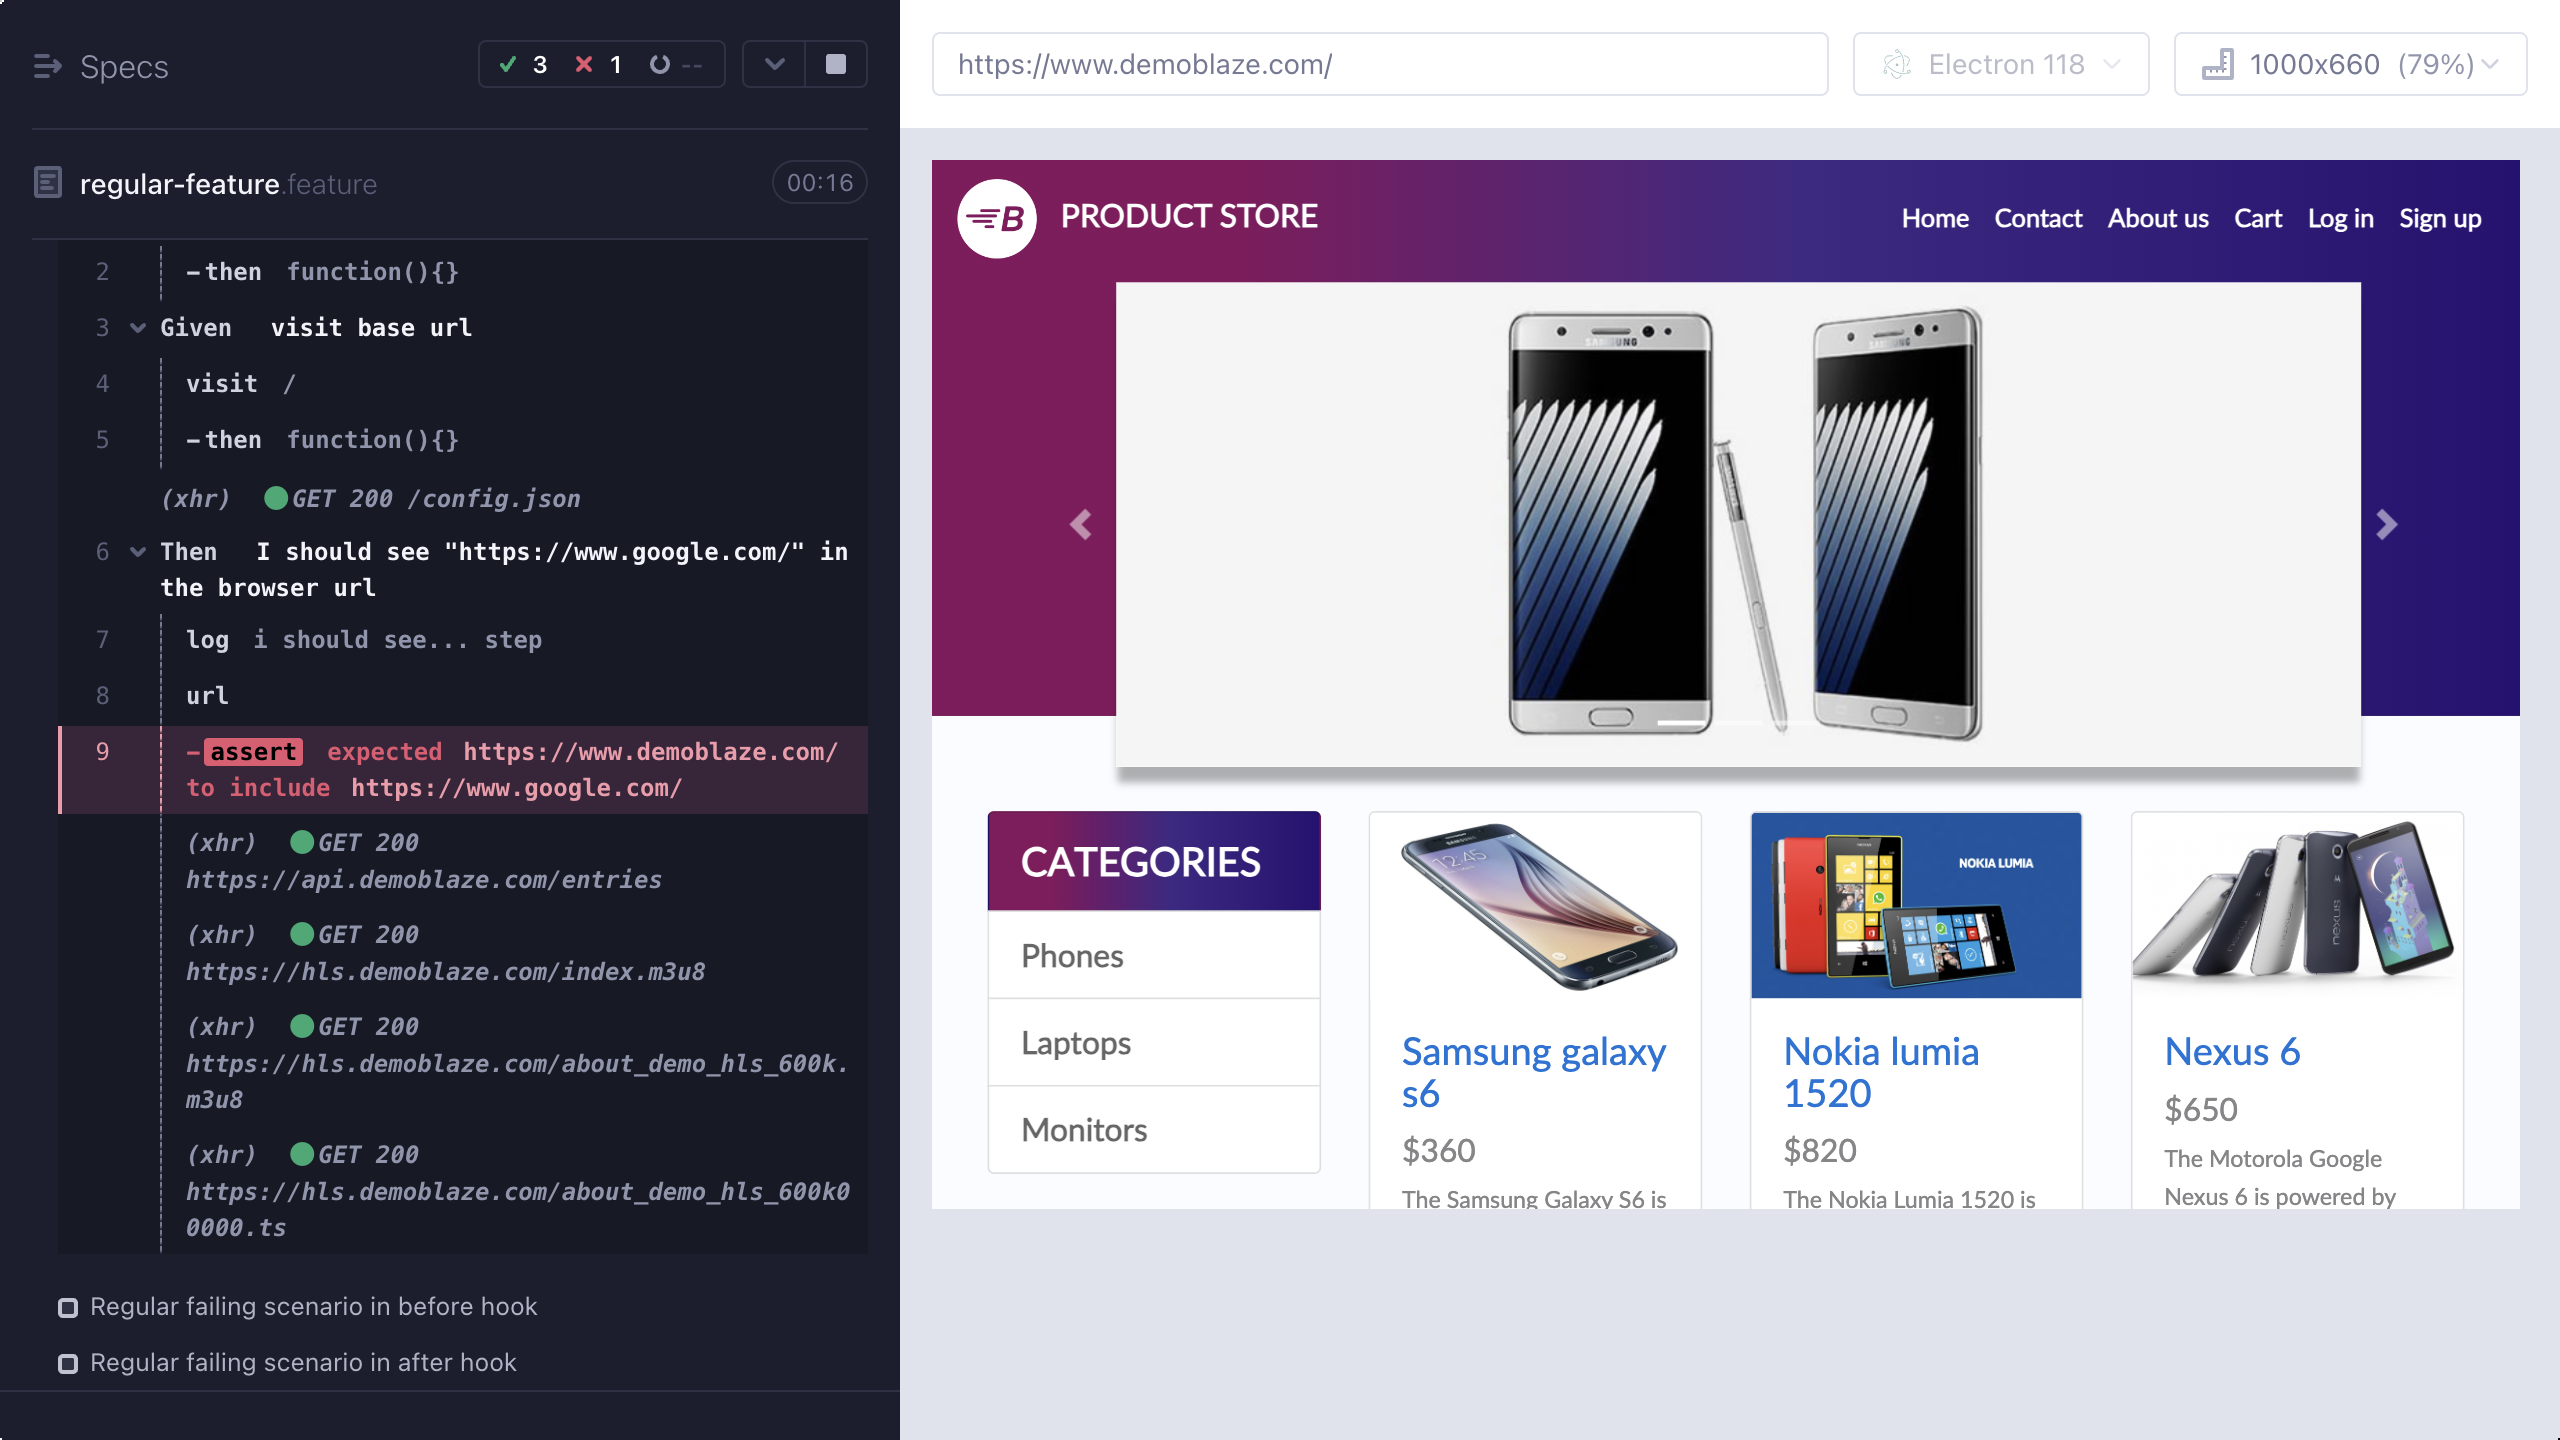 Specs
3 1 --
regular-feature.feature 00:16
2 -then function(){}
3 Given visit base url
4 visit /
5 -then function(){}
(xhr) GET 200 /config.json
6 Then I should see "https://www.google.com/" in
the browser url
7 log i should see... step
8 url
9 -assert expected https://www.demoblaze.com/
to include https://www.google.com/
(xhr) GET 200
https://api.demoblaze.com/entries
(xhr) GET 200
https://hls.demoblaze.com/index.m3u8
(xhr) GET 200
https://hls.demoblaze.com/about_demo_hls_600k.
m3u8
(xhr) GET 200
https://hls.demoblaze.com/about_demo_hls_600k0
0000.ts
Regular failing scenario in before hook
Regular failing scenario in after hook
https://www.demoblaze.com/
Electron 118
1000x660 (79%)
B PRODUCT STORE
Home Contact About us Cart Log in Sign up
SAMSUNG
SAMSUNG
CATEGORIES
Phones
Laptops
Monitors
12:45
Samsung galaxy
s6
$360
The Samsung Galaxy S6 is
NOKIA LUMIA
Nokia lumia
1520
$820
The Nokia Lumia 1520 is
nexus
Nexus 6
$650
The Motorola Google
Nexus 6 is powered by